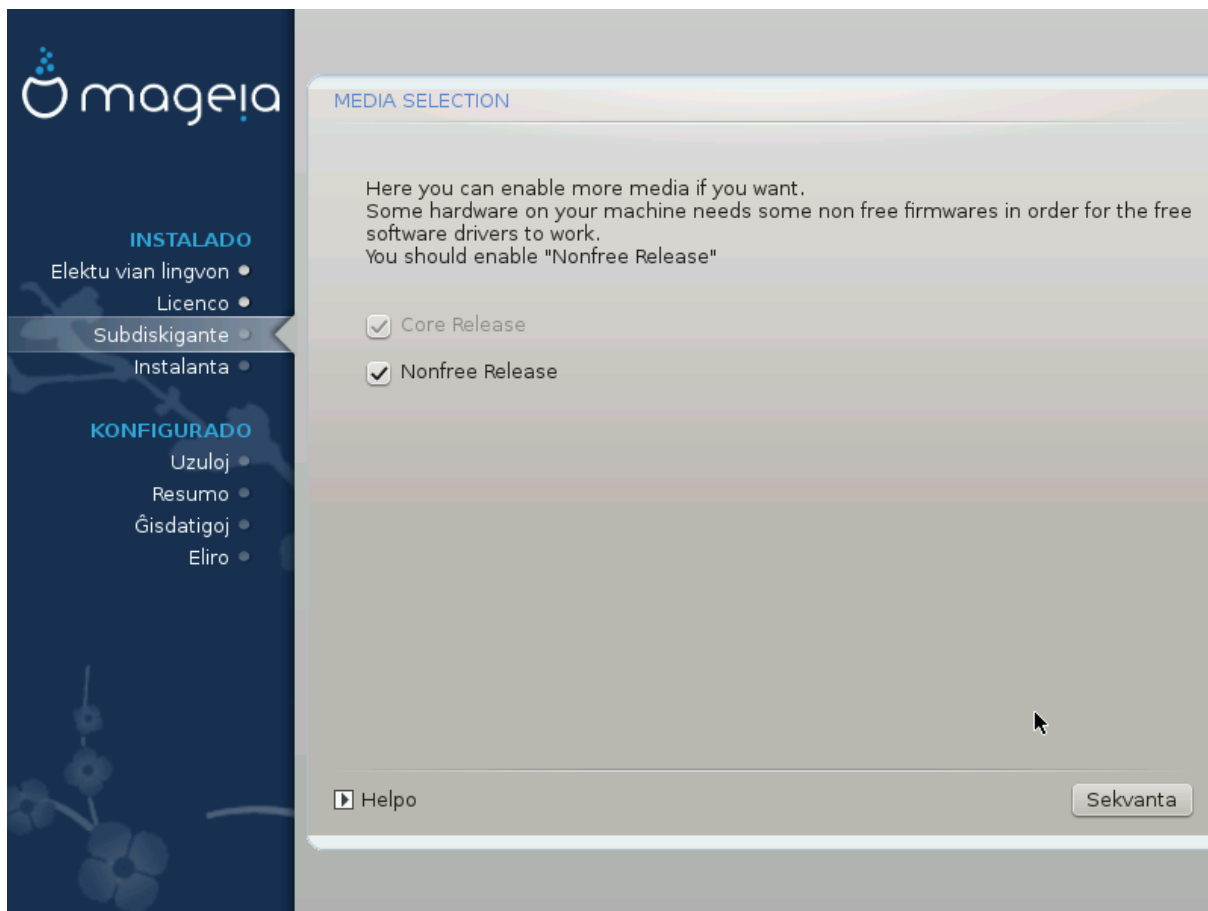 mageia
INSTALADO
Elektu vian lingvon
Licenco
Subdiskigante
Instalanta
KONFIGURADO
Uzuloj
Resumo
Ĝisdatigoj
Eliro
MEDIA SELECTION
Here you can enable more media if you want.
Some hardware on your machine needs some non free firmwares in order for the free
software drivers to work.
You should enable "Nonfree Release"
Core Release
Nonfree Release
Helpo
Sekvanta